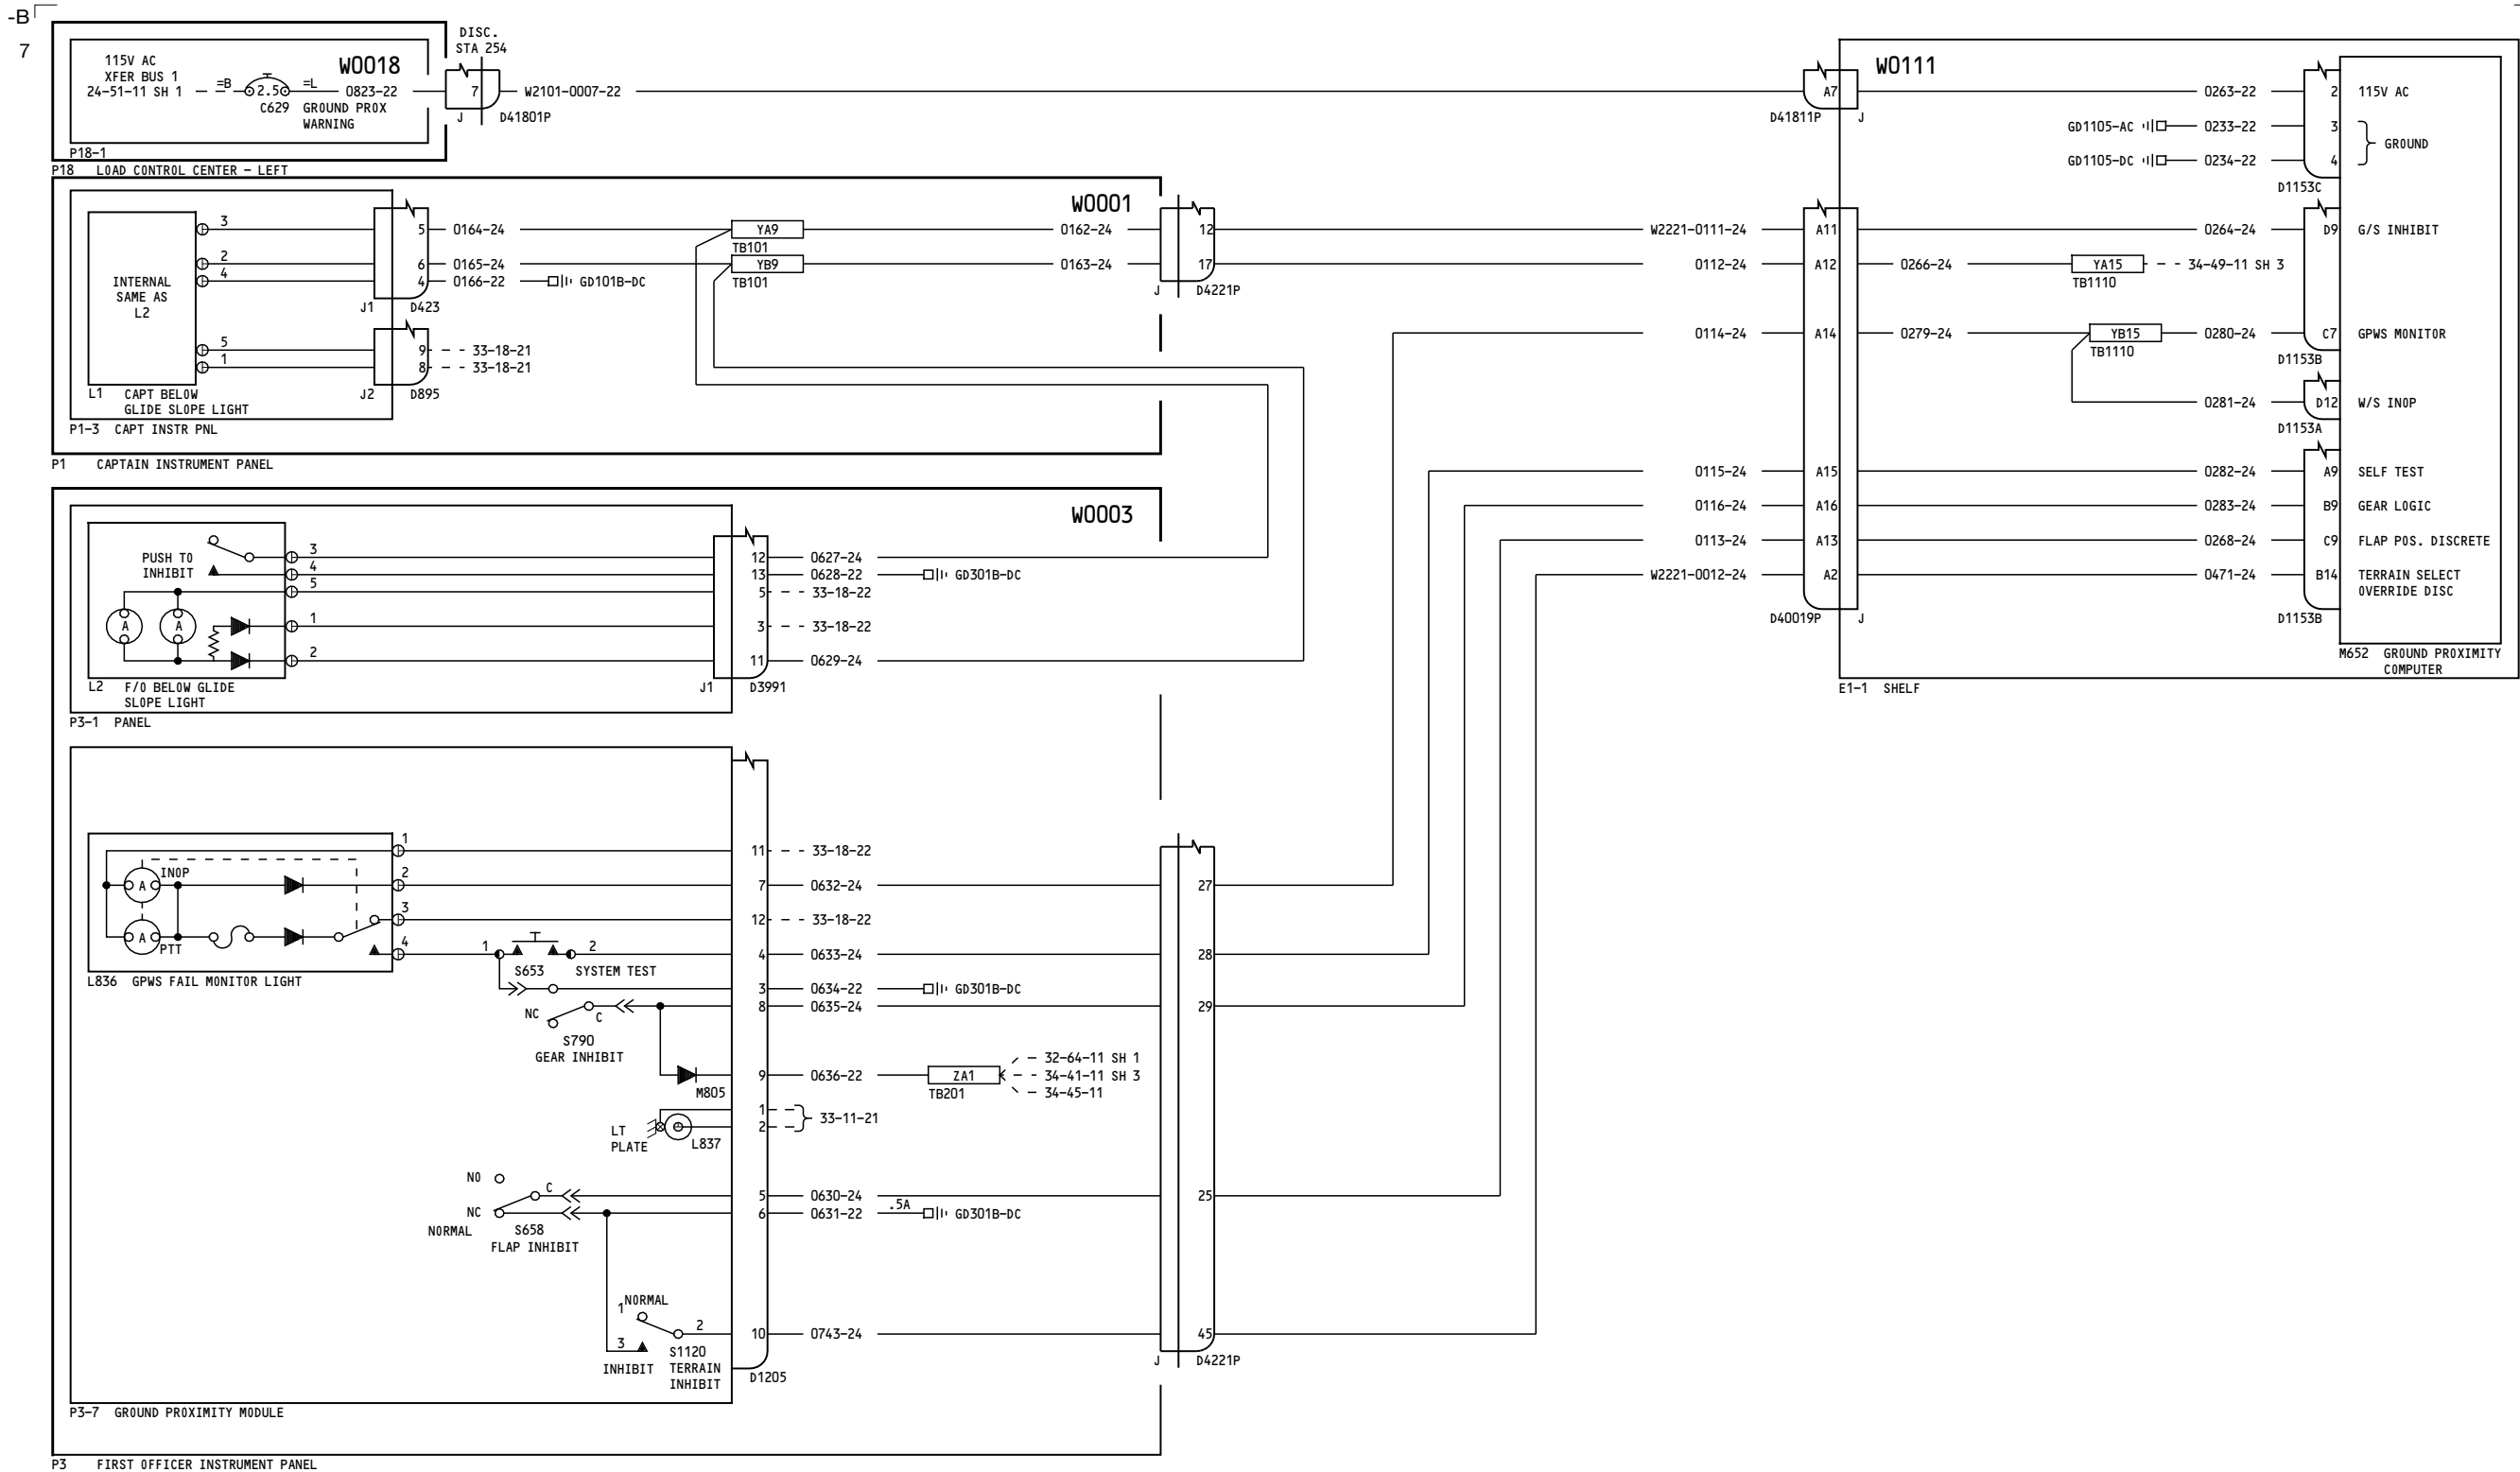 -B
7
DISC.
STA 254
115V AC
XFER BUS 1
24-51-11 SH 1
=B
2.5
=L
W0018
0823-22
C629
GROUND PROX
WARNING
7
J
D41801P
W2101-0007-22
P18-1
P18 LOAD CONTROL CENTER - LEFT
A7
D41811P
J
W0111
0263-22
2
115V AC
GD1105-AC
0233-22
3
GROUND
GD1105-DC
0234-22
4
D1153C
W0001
INTERNAL
SAME AS
L2
3
2
4
5
1
5
0164-24
YA9
TB101
0162-24
12
6
0165-24
YB9
TB101
0163-24
17
4
0166-22
GD101B-DC
J1
D423
J
D4221P
9
33-18-21
8
33-18-21
J2
D895
L1 CAPT BELOW
GLIDE SLOPE LIGHT
P1-3 CAPT INSTR PNL
P1 CAPTAIN INSTRUMENT PANEL
W2221-0111-24
A11
0264-24
D9
G/S INHIBIT
0112-24
A12
0266-24
YA15
TB1110
34-49-11 SH 3
0114-24
A14
0279-24
YB15
TB1110
0280-24
C7
GPWS MONITOR
D1153B
0281-24
D12
W/S INOP
D1153A
0115-24
A15
0282-24
A9
SELF TEST
0116-24
A16
0283-24
B9
GEAR LOGIC
0113-24
A13
0268-24
C9
FLAP POS. DISCRETE
W2221-0012-24
A2
0471-24
B14
TERRAIN SELECT
OVERRIDE DISC
D40019P
J
D1153B
M652 GROUND PROXIMITY
COMPUTER
E1-1 SHELF
W0003
PUSH TO
INHIBIT
A
A
3
4
5
1
2
12
0627-24
13
0628-22
GD301B-DC
5
33-18-22
3
33-18-22
11
0629-24
J1
D3991
L2 F/O BELOW GLIDE
SLOPE LIGHT
P3-1 PANEL
1
11
33-18-22
INOP
A
2
7
0632-24
27
3
12
33-18-22
A
PTT
4
1
2
4
0633-24
28
S653
SYSTEM TEST
L836 GPWS FAIL MONITOR LIGHT
3
0634-22
GD301B-DC
8
0635-24
29
NC
C
S790
GEAR INHIBIT
M805
9
0636-22
ZA1
TB201
32-64-11 SH 1
34-41-11 SH 3
34-45-11
1
2
33-11-21
LT
PLATE
L837
NO
C
5
0630-24
25
NC
6
0631-22
.5A
GD301B-DC
NORMAL
S658
FLAP INHIBIT
1
NORMAL
2
10
0743-24
45
3
INHIBIT
S1120
TERRAIN
INHIBIT
D1205
J
D4221P
P3-7 GROUND PROXIMITY MODULE
P3 FIRST OFFICER INSTRUMENT PANEL